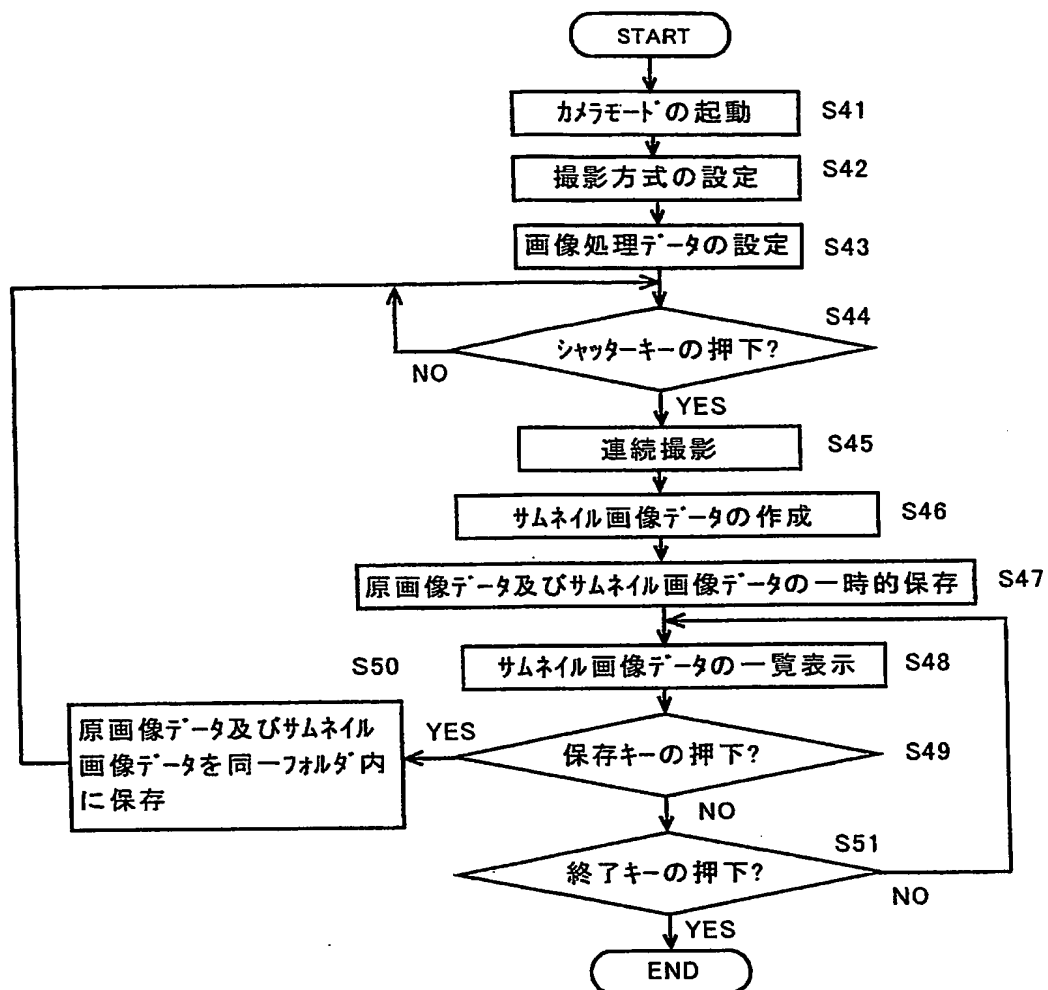 START
カメラモードの起動
S41
撮影方式の設定
S42
画像処理データの設定
S43
S44
シャッターキーの押下?
NO
YES
連続撮影
S45
サムネイル画像データの作成
S46
原画像データ及びサムネイル画像データの一時的保存
S47
S50
サムネイル画像データの一覧表示
S48
原画像データ及びサムネイル
画像データを同一フォルダ内
に保存
YES
保存キーの押下?
S49
NO
S51
終了キーの押下?
NO
YES
END